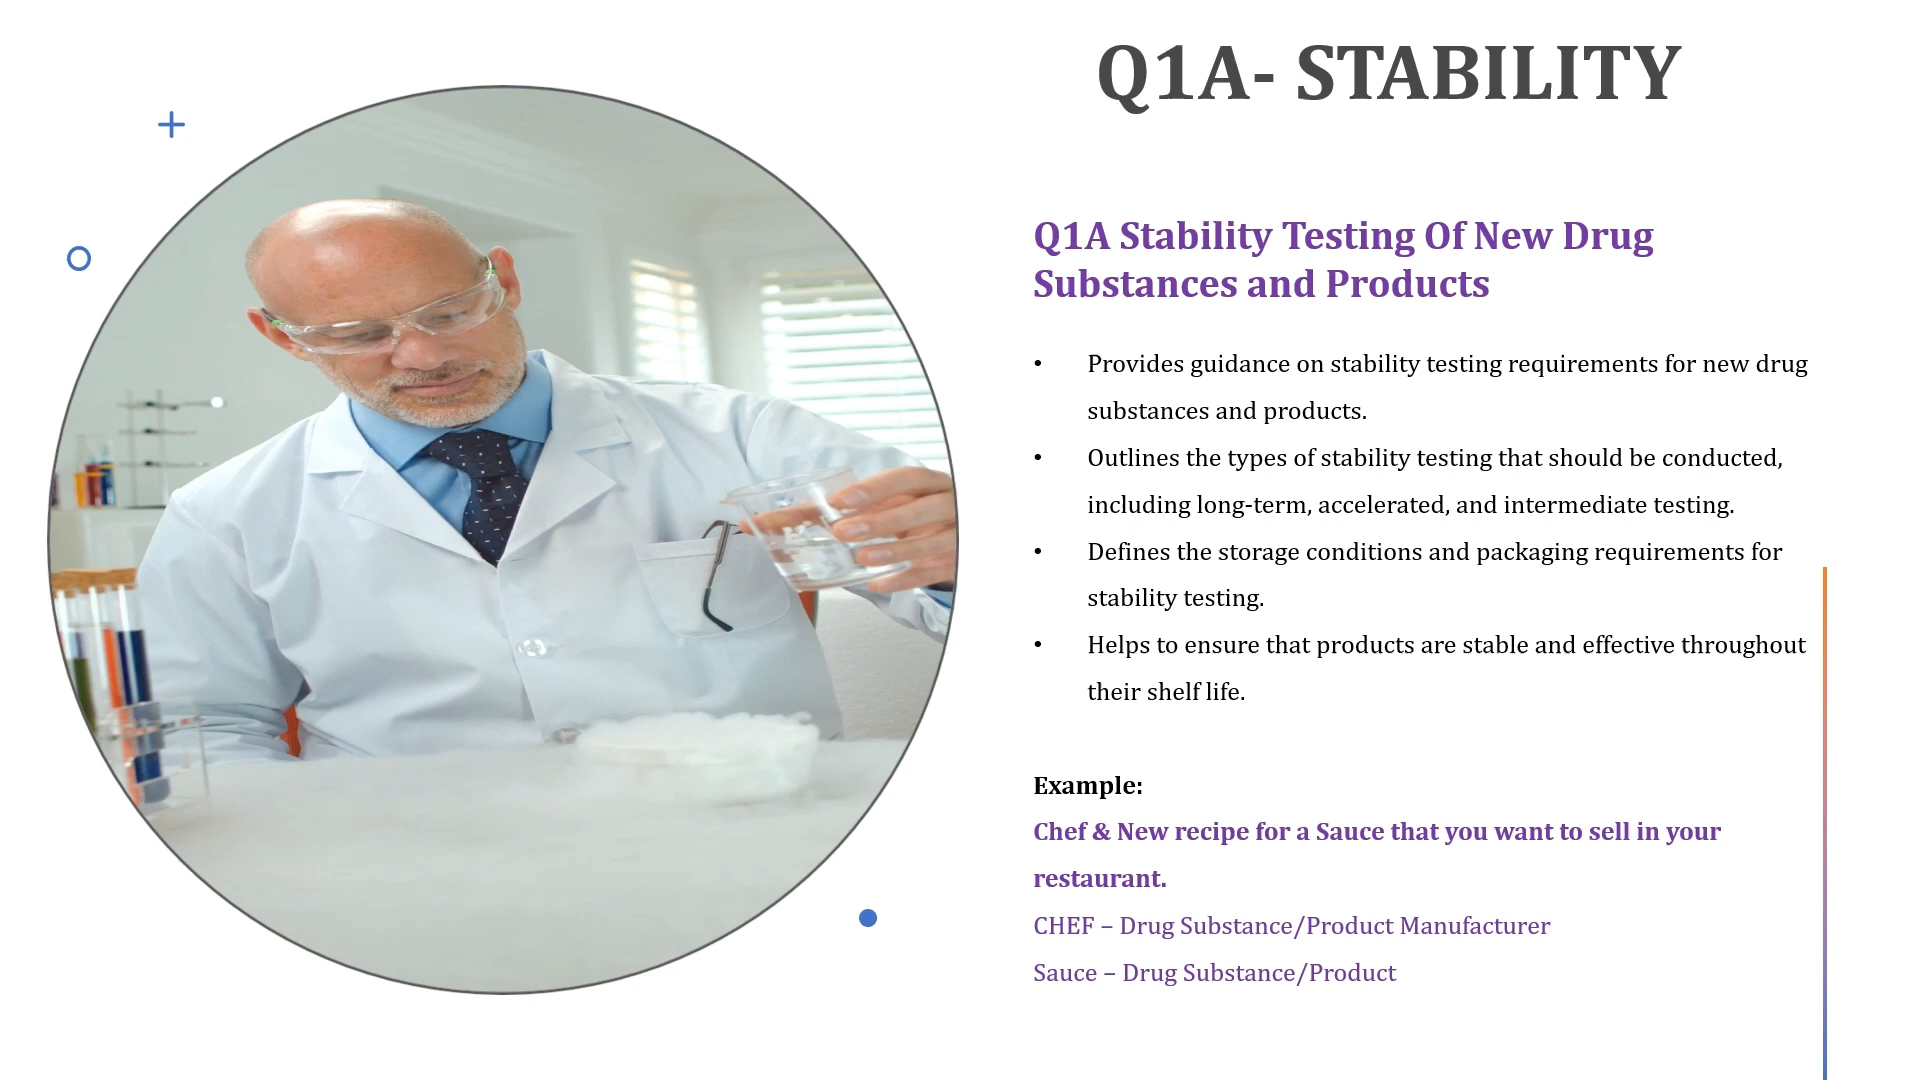 Q1A- STABILITY
Q1A Stability Testing Of New Drug
Substances and Products
• Provides guidance on stability testing requirements for new drug
substances and products.
• Outlines the types of stability testing that should be conducted,
including long-term, accelerated, and intermediate testing.
• Defines the storage conditions and packaging requirements for
stability testing.
• Helps to ensure that products are stable and effective throughout
their shelf life.
Example:
Chef & New recipe for a Sauce that you want to sell in your
restaurant.
CHEF – Drug Substance/Product Manufacturer
Sauce – Drug Substance/Product